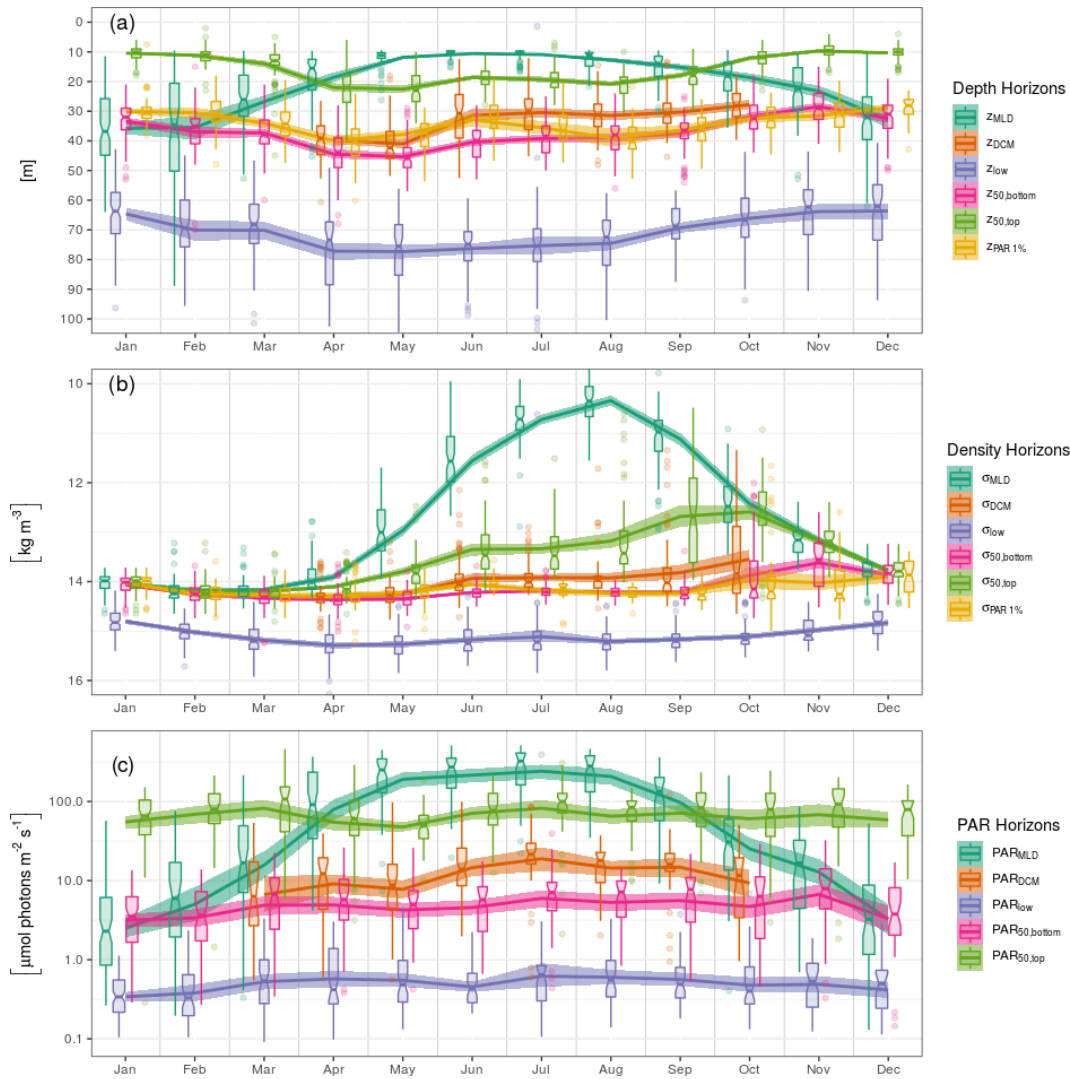 (a)
0
10
20
30
40
50
60
70
80
90
100
[m]
Jan Feb Mar Apr May Jun Jul Aug Sep Oct Nov Dec
Depth Horizons
zMLD
zDCM
zlow
z50,bottom
z50,top
zPAR 1%
(b)
10
12
14
16
[kg m⁻³]
Jan Feb Mar Apr May Jun Jul Aug Sep Oct Nov Dec
Density Horizons
σMLD
σDCM
σlow
σ50,bottom
σ50,top
σPAR 1%
(c)
100.0
10.0
1.0
0.1
[μmol photons m⁻² s⁻¹]
Jan Feb Mar Apr May Jun Jul Aug Sep Oct Nov Dec
PAR Horizons
PARMLD
PARDCM
PARlow
PAR50,bottom
PAR50,top